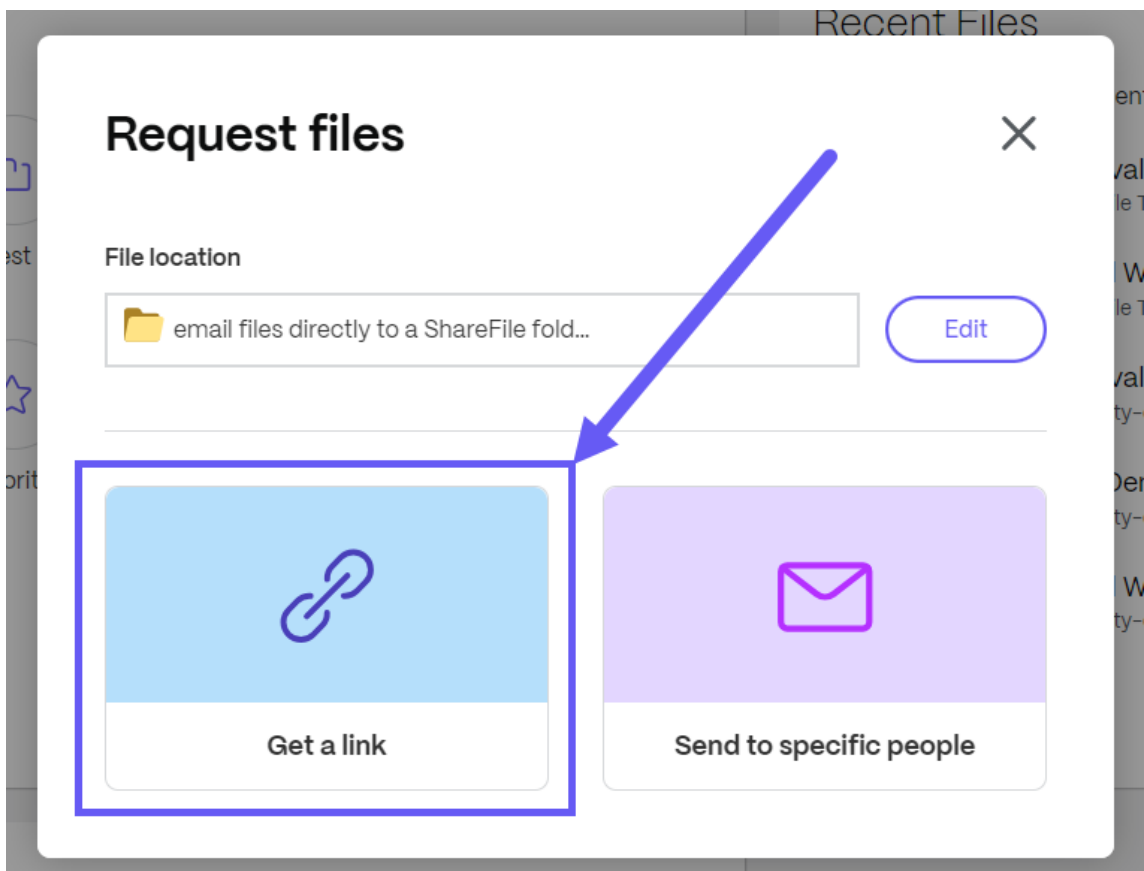 Recent Files
Request files
File location
email files directly to a ShareFile fold...
Edit
Get a link
Send to specific people